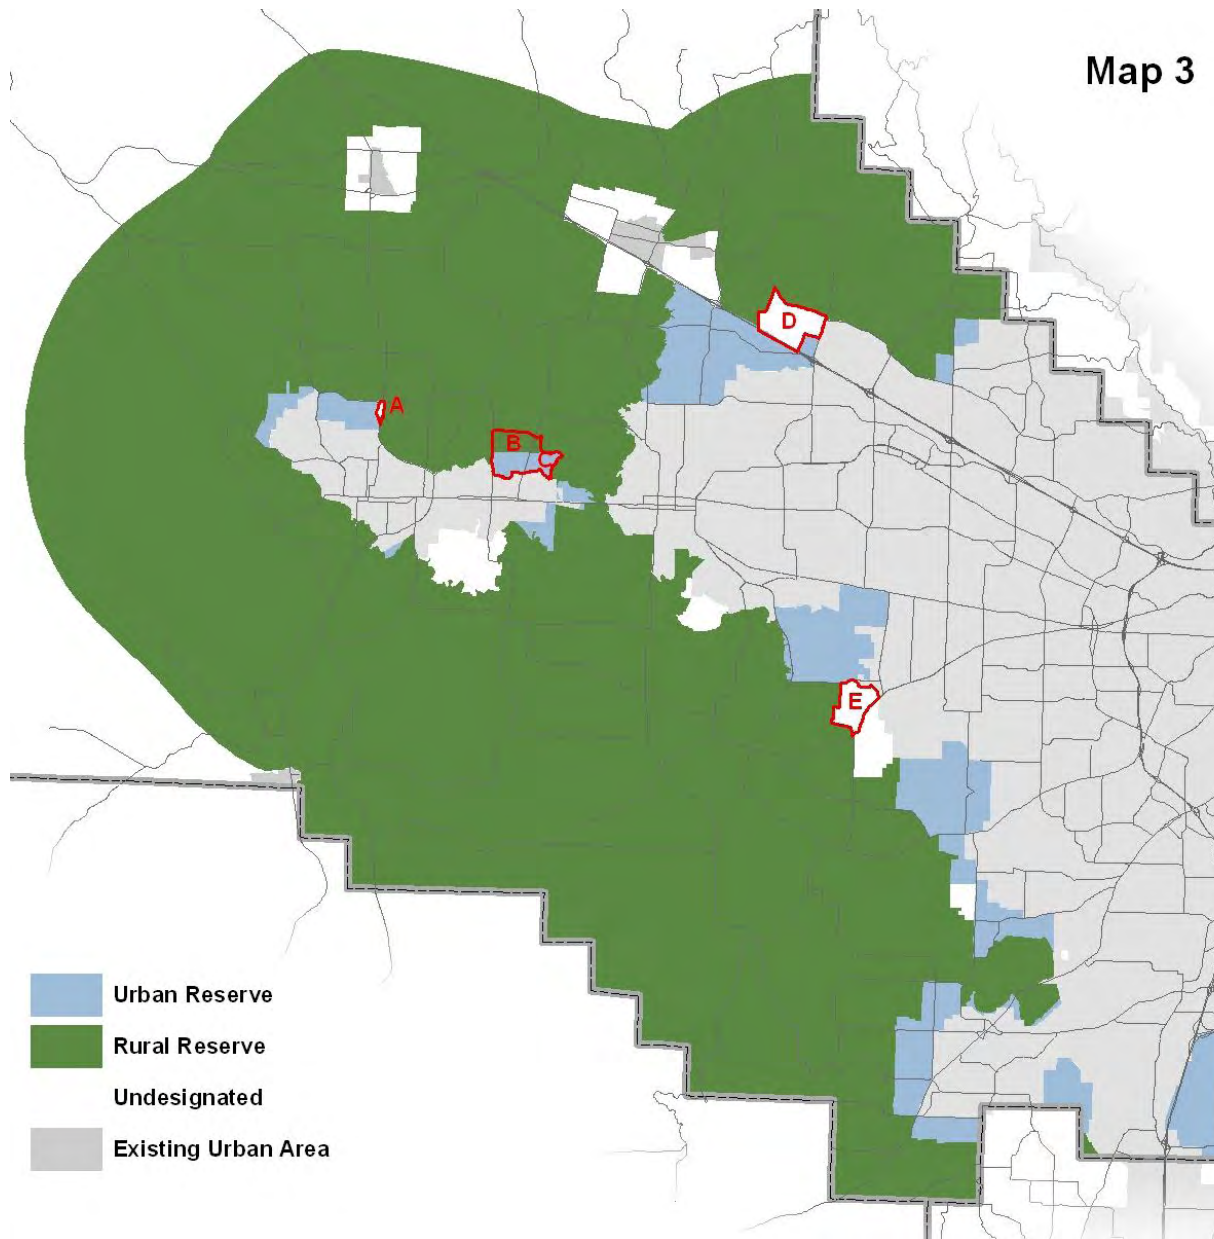 Map 3
D
A
B
C
E
Urban Reserve
Rural Reserve
Undesignated
Existing Urban Area